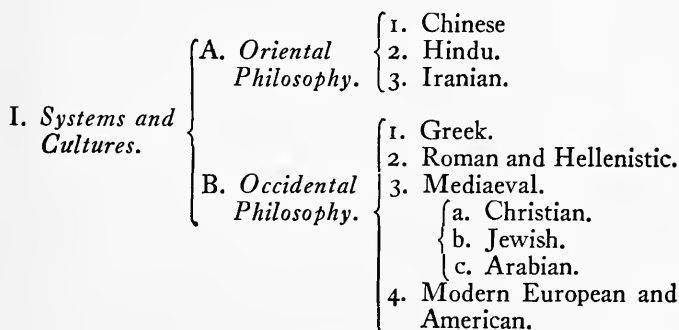 I. Systems and Cultures.
A. Oriental Philosophy.
1. Chinese
2. Hindu.
3. Iranian.
B. Occidental Philosophy.
1. Greek.
2. Roman and Hellenistic.
3. Mediaeval.
a. Christian.
b. Jewish.
c. Arabian.
4. Modern European and
American.